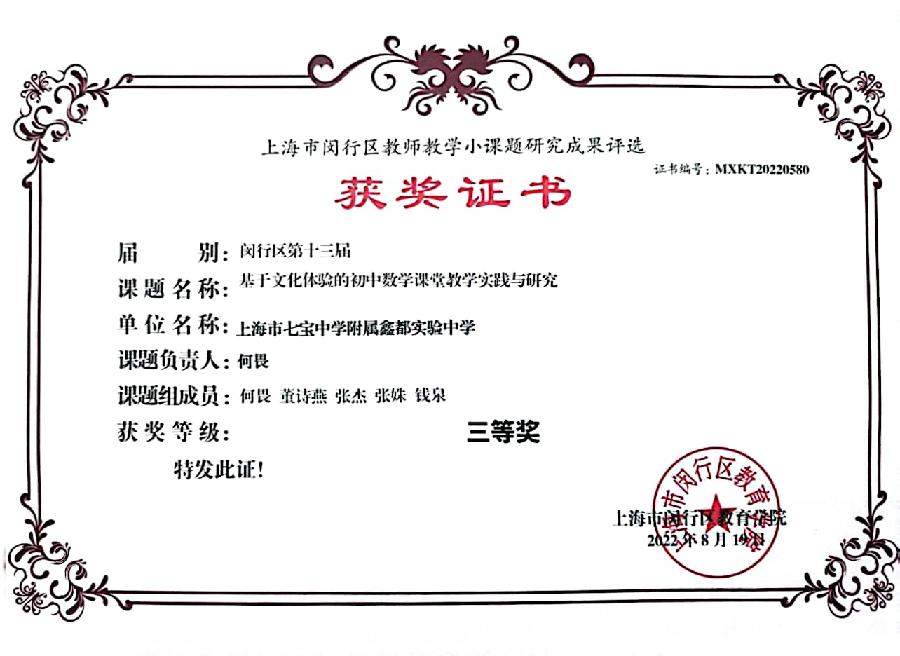 上海市闵行区教师教学小课题研究成果评选
证书编号：MXKT20220580
获奖证书
届 别：闵行区第十三届
课题名称：基于文化体验的初中数学课堂教学实践与研究
单位名称：上海市七宝中学附属鑫都实验中学
课题负责人：何畏
课题组成员：何畏 董诗燕 张杰 张姝 钱泉
获奖等级： 三等奖
特发此证！
上海市闵行区教育学院
2022年8月19日
上海市闵行区教育学院